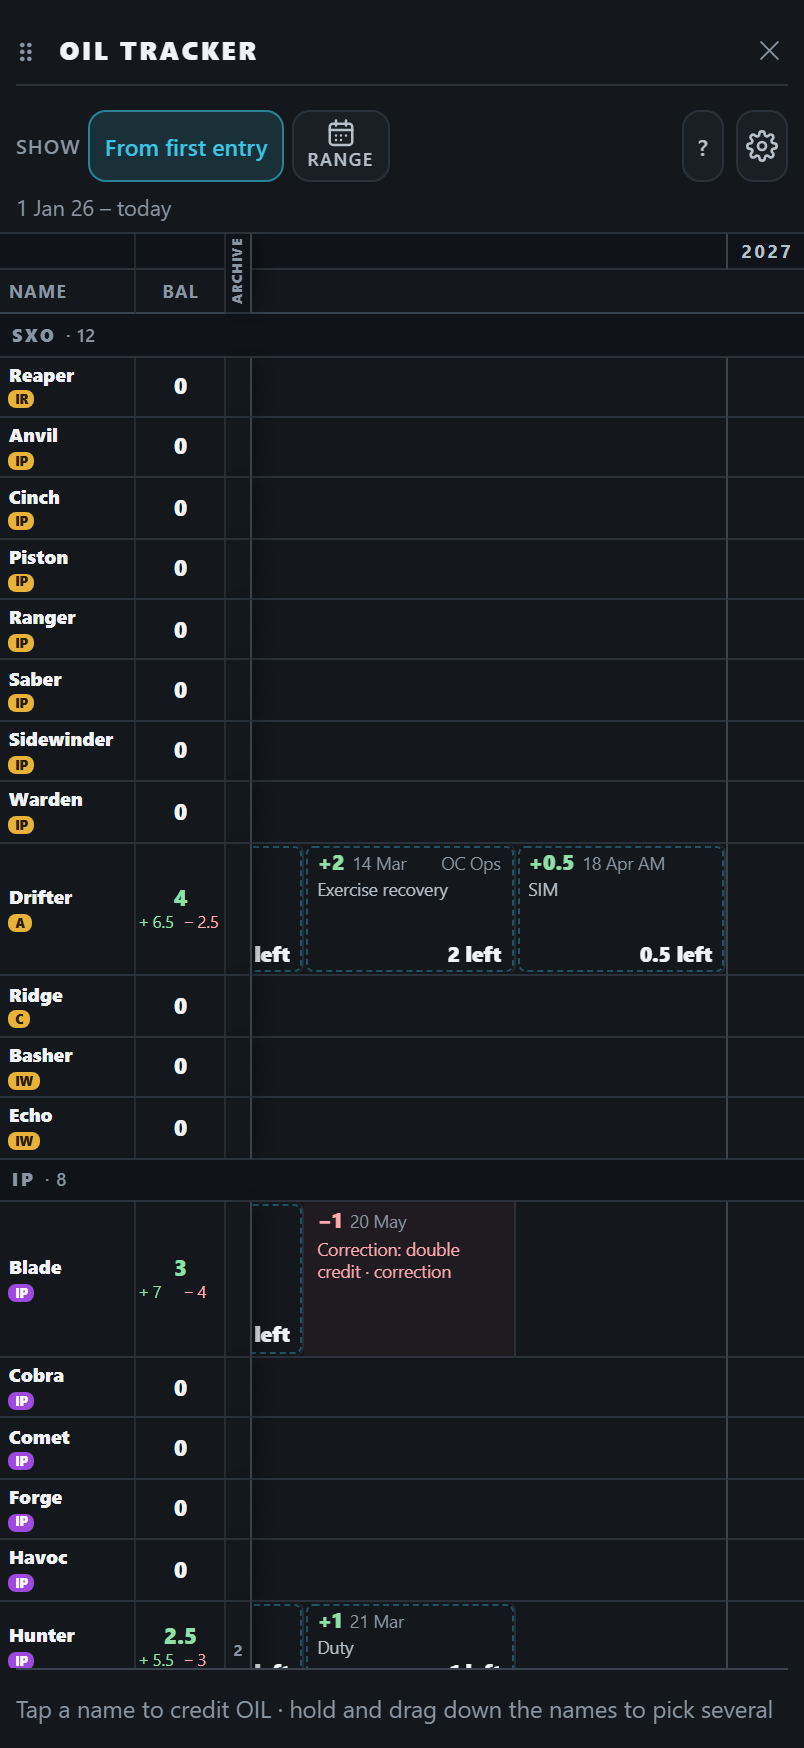 OIL TRACKER
SHOW From first entry RANGE ?
1 Jan 26 – today
ARCHIVE 2027
NAME BAL
SXO · 12
Reaper
IR
0
Anvil
IP
0
Cinch
IP
0
Piston
IP
0
Ranger
IP
0
Saber
IP
0
Sidewinder
IP
0
Warden
IP
0
Drifter
A
4
+ 6.5 − 2.5
left
+2 14 Mar OC Ops
Exercise recovery
2 left
+0.5 18 Apr AM
SIM
0.5 left
Ridge
C
0
Basher
IW
0
Echo
IW
0
IP · 8
Blade
IP
3
+ 7 − 4
left
−1 20 May
Correction: double
credit · correction
Cobra
IP
0
Comet
IP
0
Forge
IP
0
Havoc
IP
0
Hunter
IP
2.5
+ 5.5 − 3
2
+1 21 Mar
Duty
Tap a name to credit OIL · hold and drag down the names to pick several